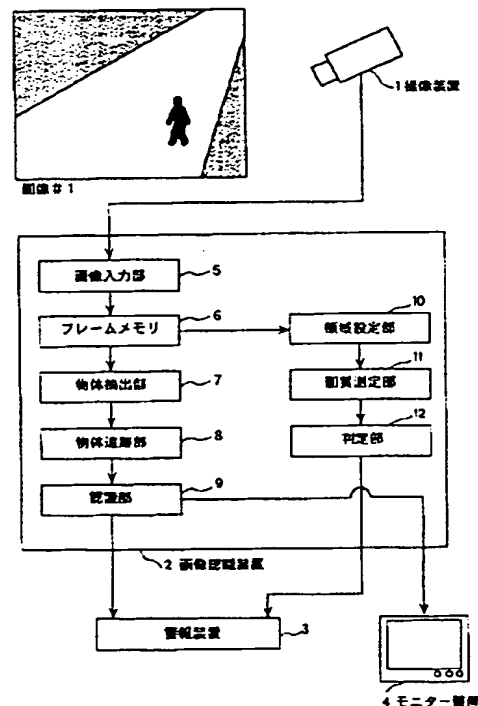 1 撮像装置
画像#1
画像入力部
5
フレームメモリ
6
領域設定部
10
物体抽出部
7
画質測定部
11
物体追跡部
8
判定部
12
認識部
9
2 画像認識装置
警報装置
3
4 モニター装置